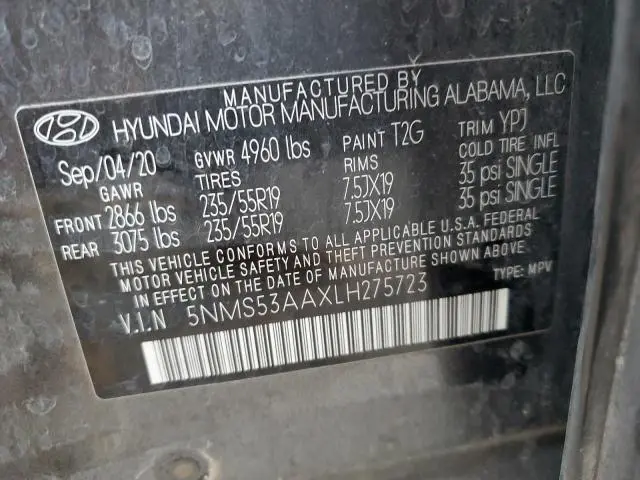 MANUFACTURED BY
HYUNDAI MOTOR MANUFACTURING ALABAMA, LLC
Sep/04/20 GVWR 4960 lbs PAINT T2G TRIM YPJ
GAWR TIRES RIMS COLD TIRE INFL
FRONT 2866 lbs 235/55R19 7.5JX19 35 psi SINGLE
REAR 3075 lbs 235/55R19 7.5JX19 35 psi SINGLE
THIS VEHICLE CONFORMS TO ALL APPLICABLE U.S.A. FEDERAL
MOTOR VEHICLE SAFETY AND THEFT PREVENTION STANDARDS
IN EFFECT ON THE DATE OF MANUFACTURE SHOWN ABOVE.
V.I.N 5NMS53AAXLH275723 TYPE: MPV